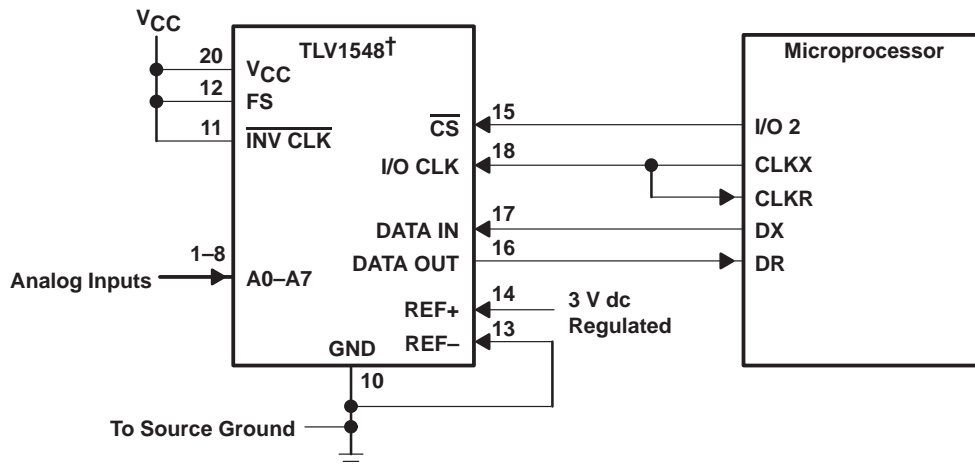 VCC
TLV1548†
Microprocessor
20
VCC
12
FS
11
INV CLK
CS
15
I/O 2
I/O CLK
18
CLKX
CLKR
DATA IN
17
DX
DATA OUT
16
DR
1–8
Analog Inputs
A0–A7
REF+
14
3 V dc
Regulated
REF–
13
GND
10
To Source Ground